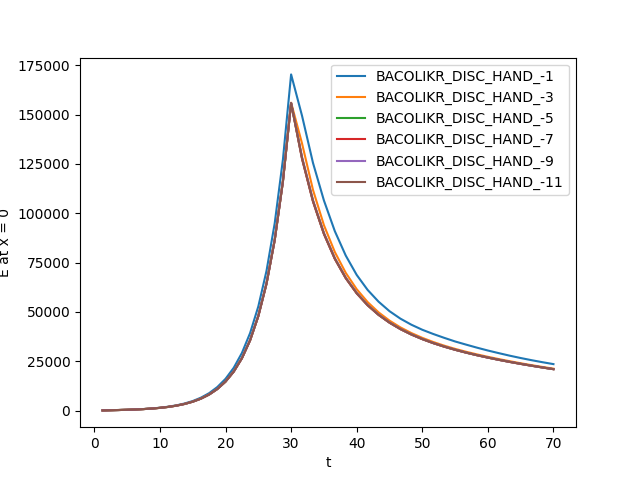 175000
150000
125000
100000
75000
50000
25000
0
E at x = 0
BACOLIKR_DISC_HAND_-1
BACOLIKR_DISC_HAND_-3
BACOLIKR_DISC_HAND_-5
BACOLIKR_DISC_HAND_-7
BACOLIKR_DISC_HAND_-9
BACOLIKR_DISC_HAND_-11
0 10 20 30 40 50 60 70
t